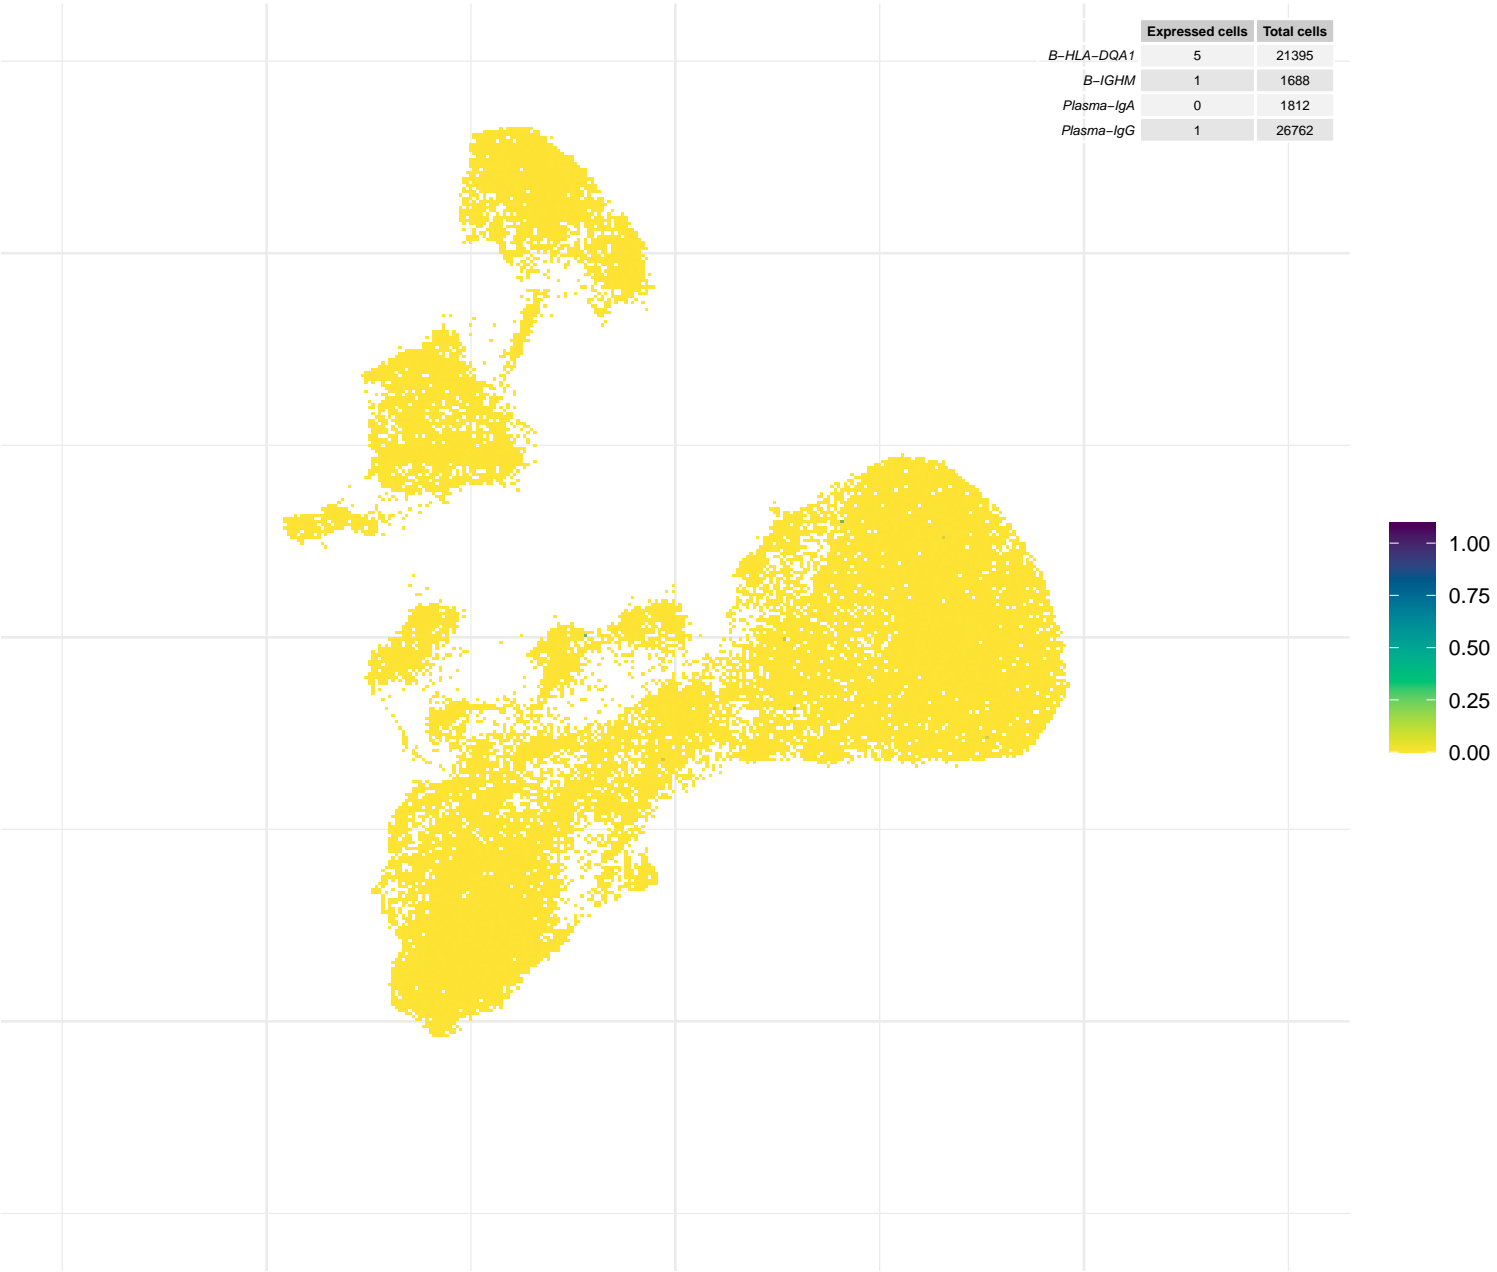 Expressed cells Total cells
B−HLA−DQA1 5 21395
B−IGHM 1 1688
Plasma−IgA 0 1812
Plasma−IgG 1 26762
1.00
0.75
0.50
0.25
0.00